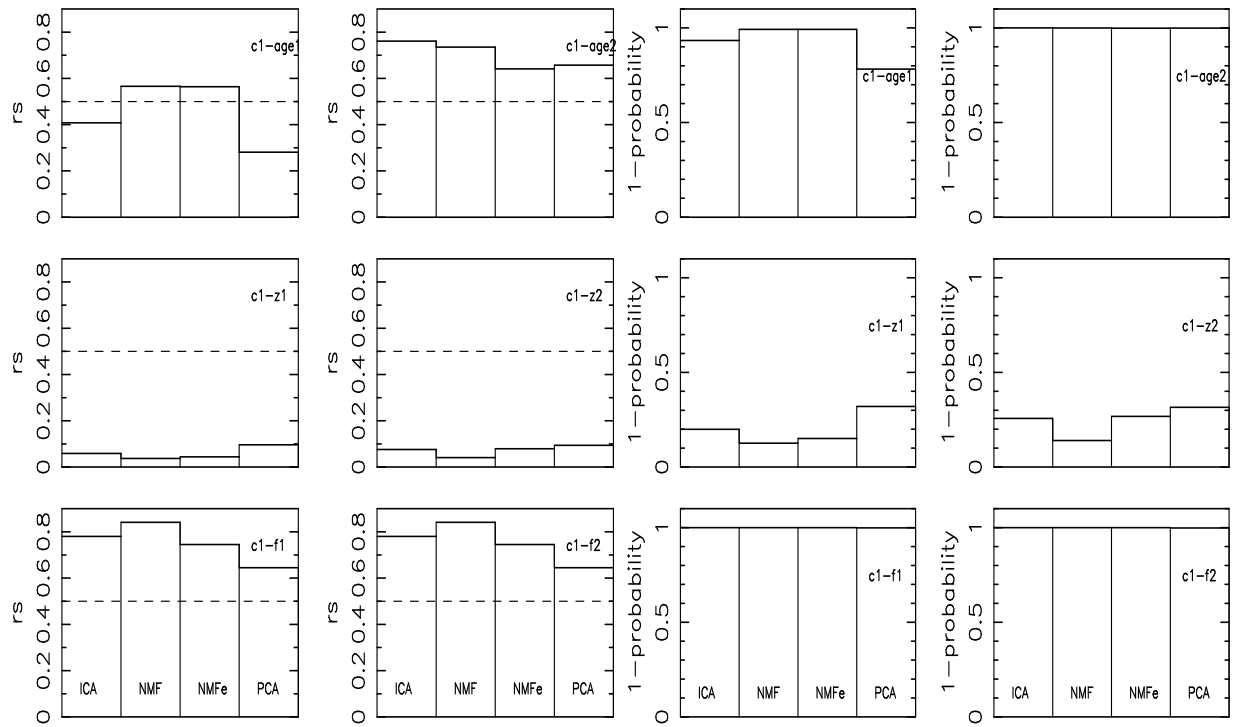 rs
0 0.2 0.4 0.6 0.8
c1-age1
rs
0 0.2 0.4 0.6 0.8
c1-age2
1-probability
0 0.5 1
c1-age1
1-probability
0 0.5 1
c1-age2
rs
0 0.2 0.4 0.6 0.8
c1-z1
rs
0 0.2 0.4 0.6 0.8
c1-z2
1-probability
0 0.5 1
c1-z1
1-probability
0 0.5 1
c1-z2
rs
0 0.2 0.4 0.6 0.8
c1-f1
ICA NMF NMFe PCA
rs
0 0.2 0.4 0.6 0.8
c1-f2
ICA NMF NMFe PCA
1-probability
0 0.5 1
c1-f1
ICA NMF NMFe PCA
1-probability
0 0.5 1
c1-f2
ICA NMF NMFe PCA